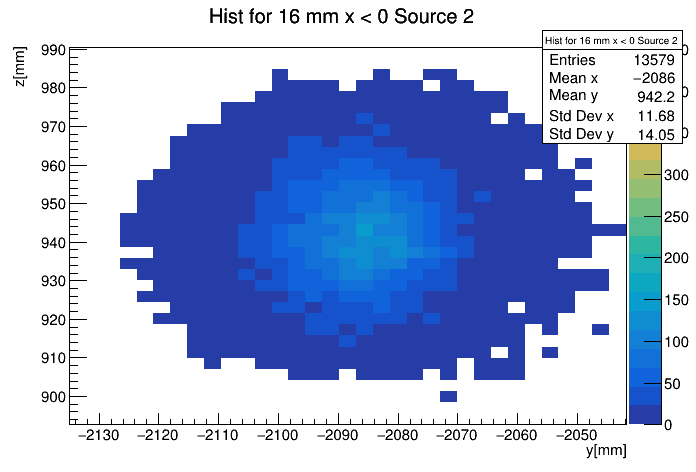 Hist for 16 mm x < 0 Source 2
z[mm]
990
980
970
960
950
940
930
920
910
900
Hist for 16 mm x < 0 Source 2
Entries 13579
Mean x −2086
Mean y 942.2
Std Dev x 11.68
Std Dev y 14.05
300
250
200
150
100
50
0
−2130 −2120 −2110 −2100 −2090 −2080 −2070 −2060 −2050
y[mm]